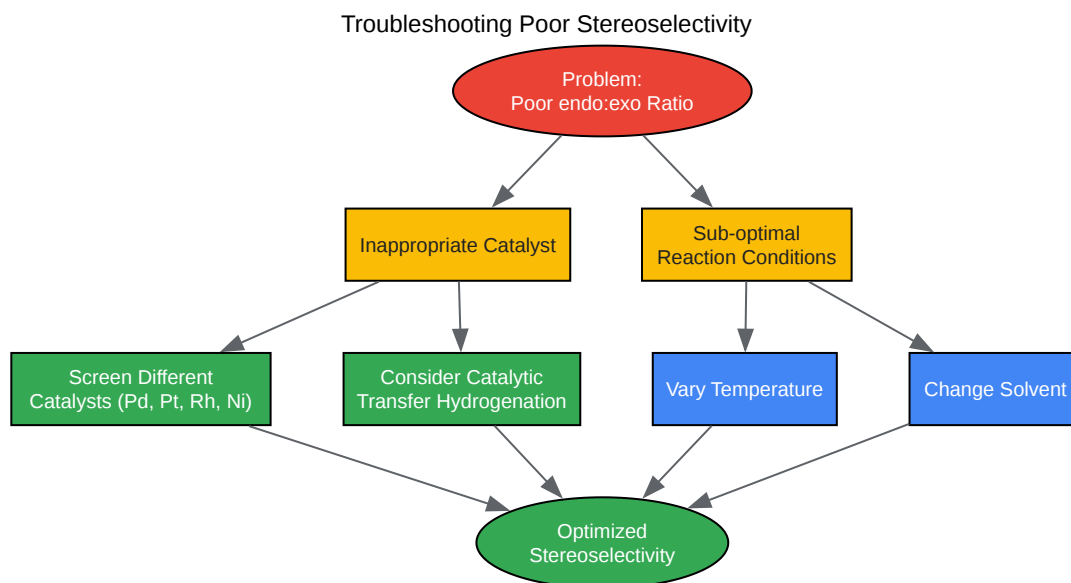 Troubleshooting Poor Stereoselectivity
Problem:
Poor endo:exo Ratio
Inappropriate Catalyst
Sub-optimal
Reaction Conditions
Screen Different
Catalysts (Pd, Pt, Rh, Ni)
Consider Catalytic
Transfer Hydrogenation
Vary Temperature
Change Solvent
Optimized
Stereoselectivity